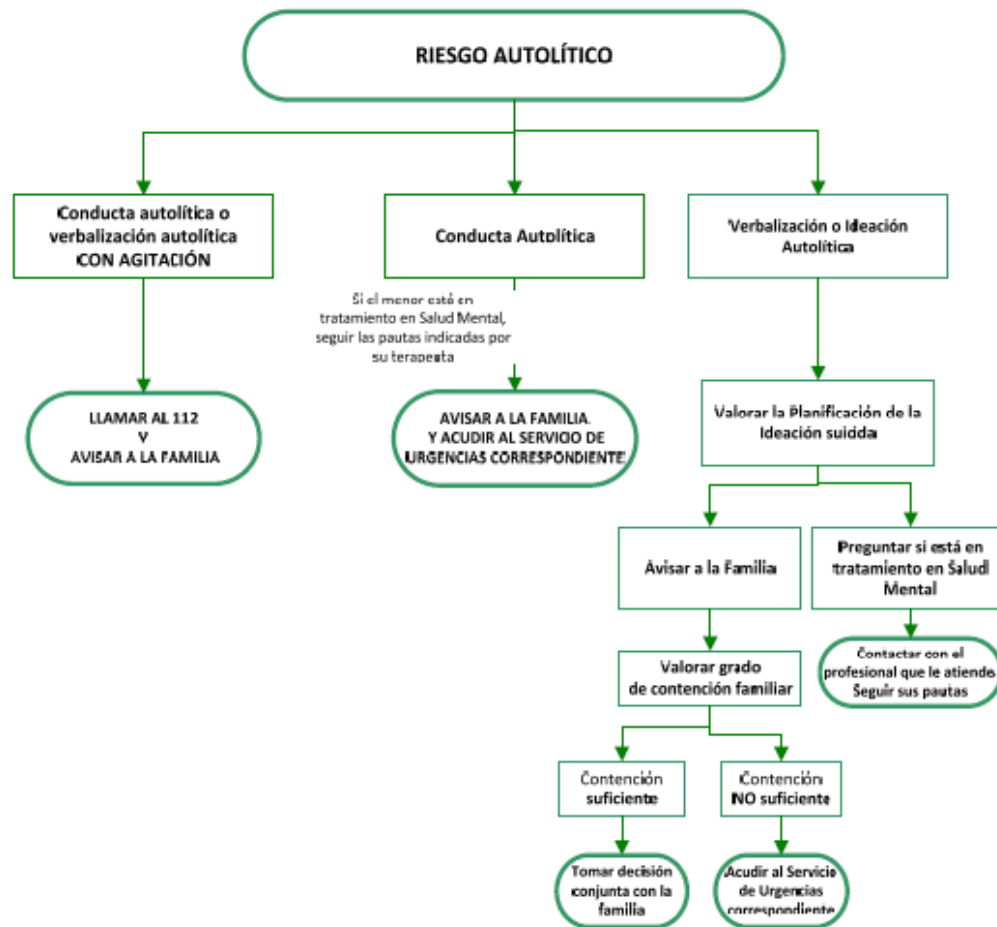 RIESGO AUTOLÍTICO
Conducta autolítica o
verbalización autolítica
CON AGITACIÓN
Conducta Autolítica
Verbalización o Ideación
Autolítica
Si el menor está en
tratamiento en Salud Mental,
seguir las pautas indicadas por
su terapeuta
LLAMAR AL 112
Y
AVISAR A LA FAMILIA
AVISAR A LA FAMILIA
Y ACUDIR AL SERVICIO DE
URGENCIAS CORRESPONDIENTE
Valorar la Planificación de la
Ideación suicida
Avisar a la Familia
Preguntar si está en
tratamiento en Salud
Mental
Valorar grado
de contención familiar
Contactar con el
profesional que le atiende.
Seguir sus pautas
Contención
suficiente
Contención
NO suficiente
Tomar decisión
conjunta con la
familia
Acudir al Servicio
de Urgencias
correspondiente